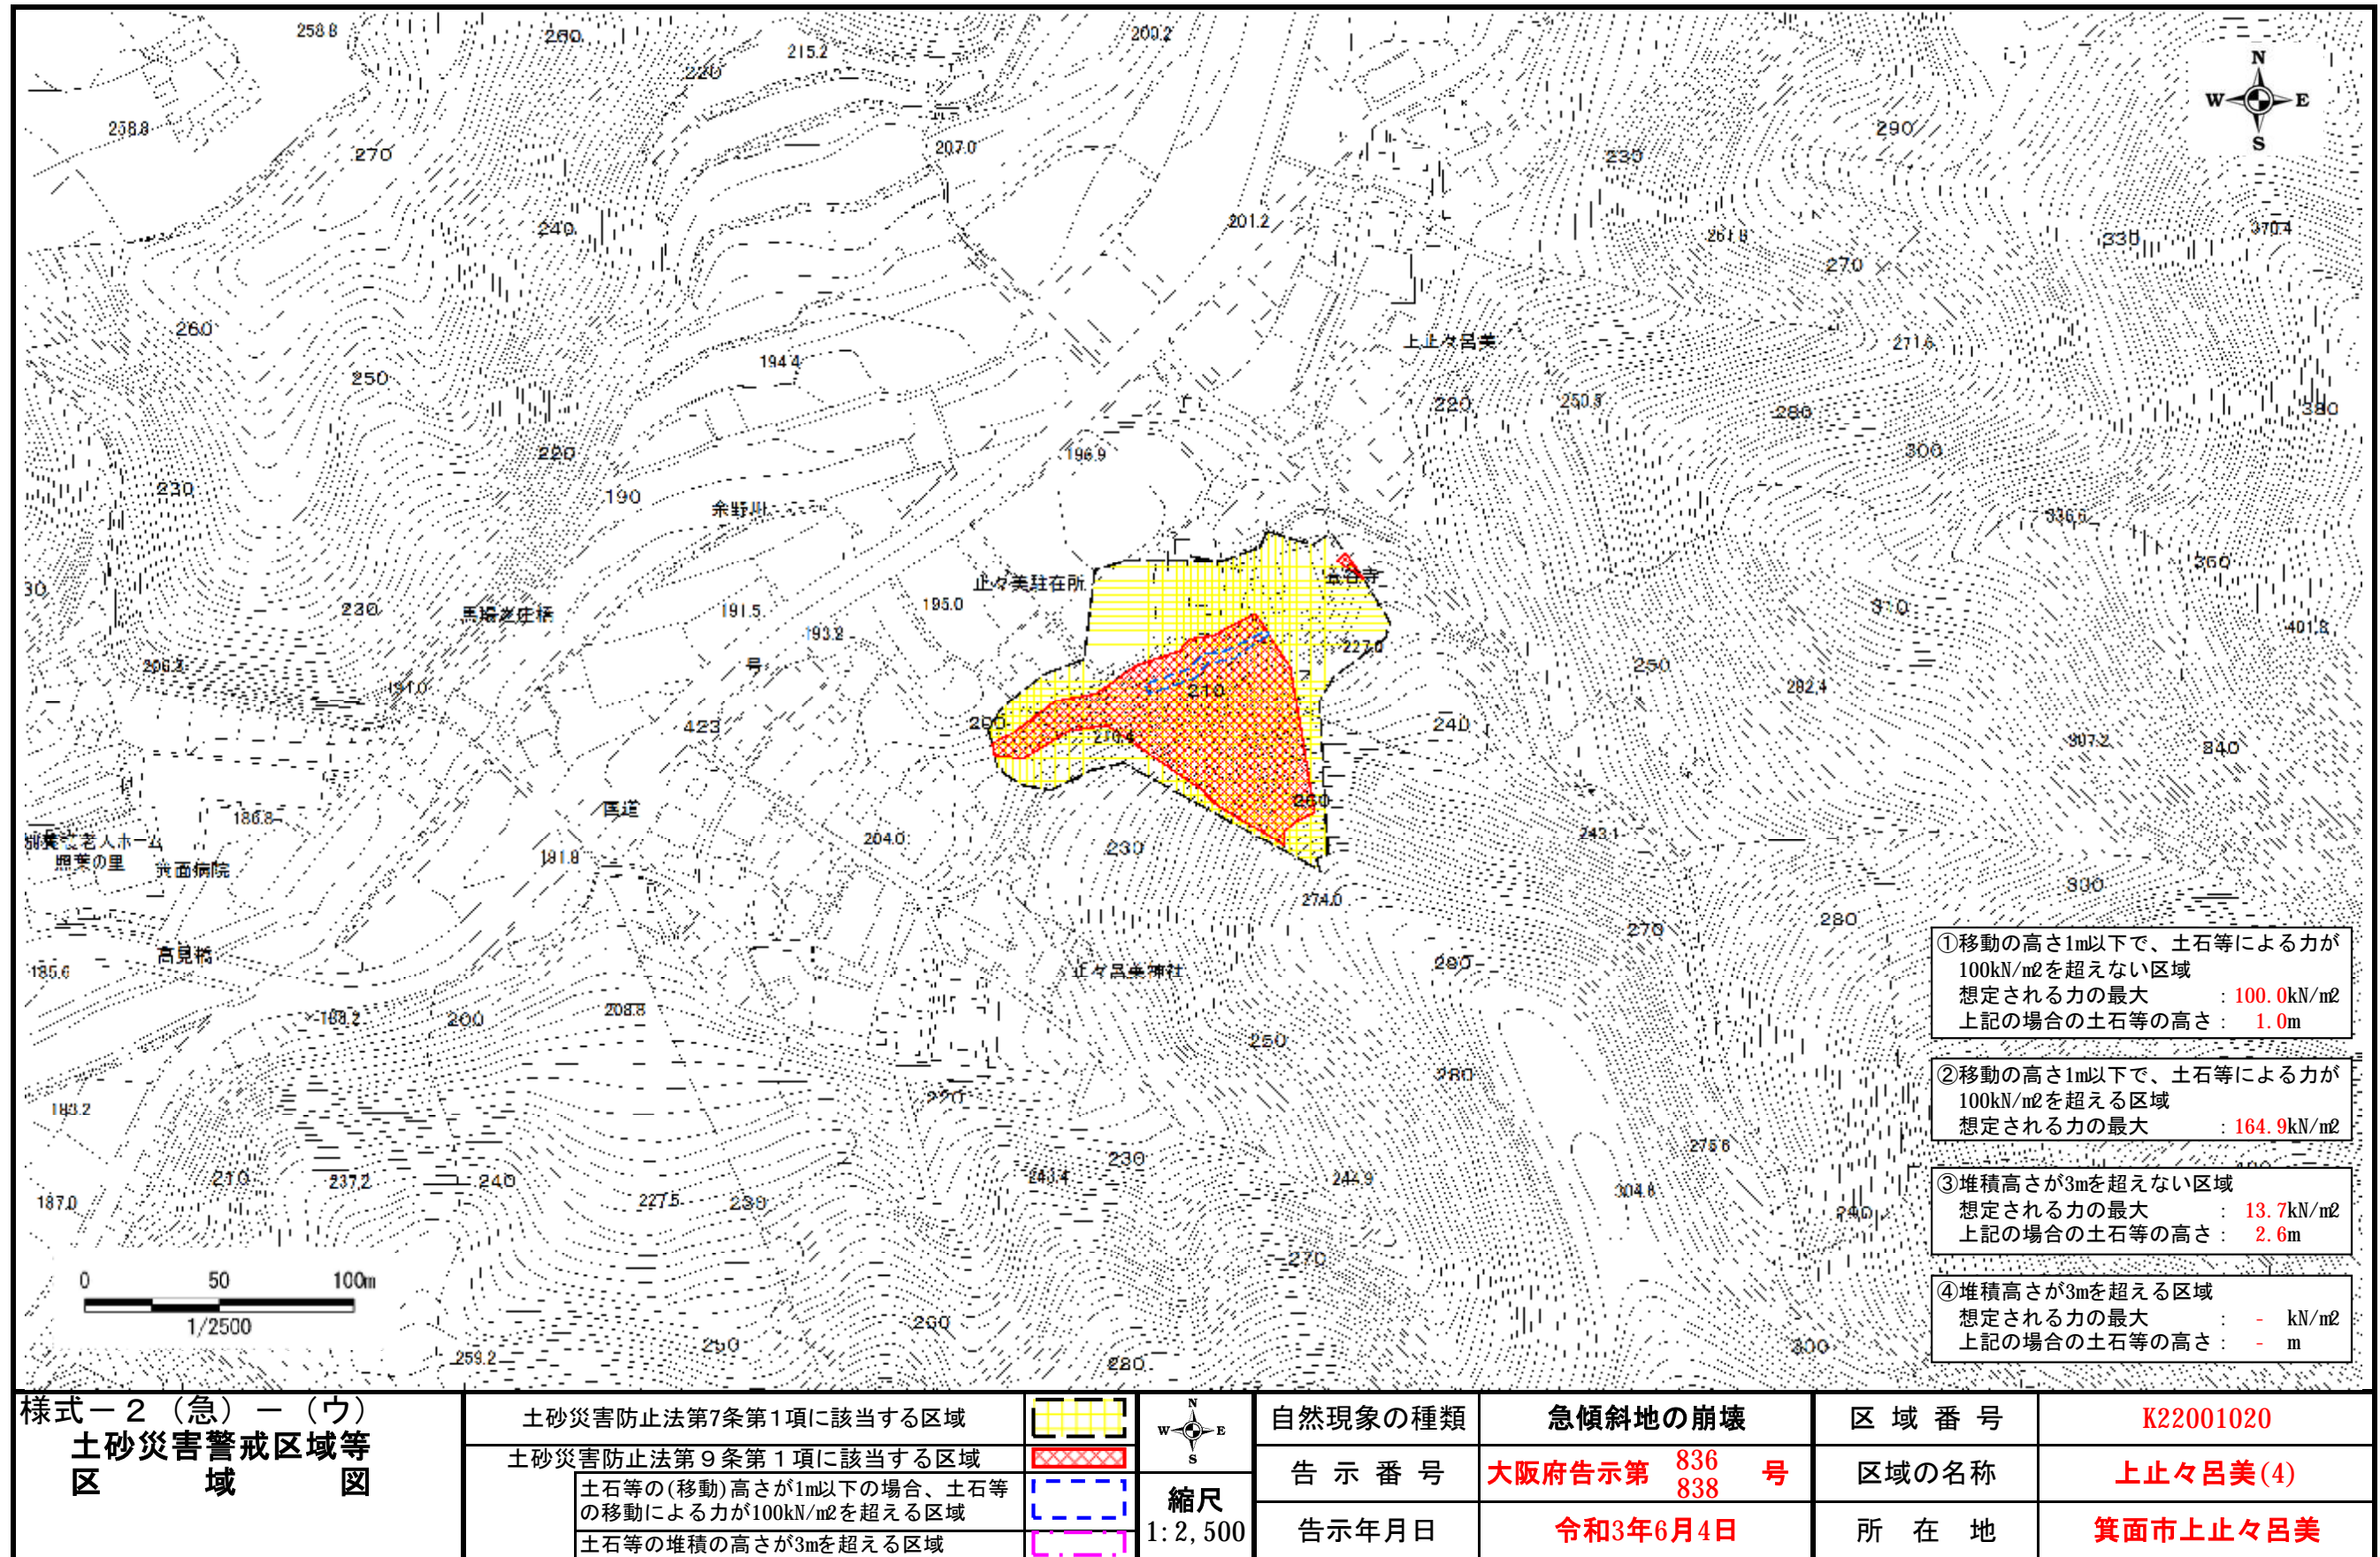 258.8
260
215.2
200.2
220
N
W E
S
238.8
270
207.0
290
230
240
201.2
261.8
330
370.4
270
260
194.4
上止々呂美
271.6
250
220
250.5
280
380
220
196.9
300
230
190
余野川
336.6
360
止々美駐在所
30
230
馬場之庄橋
191.5
195.0
310
193.2
401.8
227.0
206.3
号
250
191.0
210
282.4
200
423
240
210.4
307.2
340
国道
260
186.8
204.0
230
243.1
老人ホーム
照葉の里
箕面病院
191.8
330
274.0
280
270
高見橋
185.6
止々呂美神社
280
188.2
200
208.8
250
280
183.2
220
275.6
210
237.2
240
243.4
230
244.9
304.8
187.0
227.5
230
240
270
260
250
259.2
280
300
①移動の高さ1m以下で、土石等による力が
100kN/m2を超えない区域
想定される力の最大 : 100.0kN/m2
上記の場合の土石等の高さ : 1.0m
②移動の高さ1m以下で、土石等による力が
100kN/m2を超える区域
想定される力の最大 : 164.9kN/m2
③堆積高さが3mを超えない区域
想定される力の最大 : 13.7kN/m2
上記の場合の土石等の高さ : 2.6m
④堆積高さが3mを超える区域
想定される力の最大 : - kN/m2
上記の場合の土石等の高さ : - m
0 50 100m
1/2500
様式－２（急）－（ウ）
土砂災害警戒区域等
区 域 図
土砂災害防止法第7条第1項に該当する区域
土砂災害防止法第９条第１項に該当する区域
土石等の(移動)高さが1m以下の場合、土石等
の移動による力が100kN/m2を超える区域
土石等の堆積の高さが3mを超える区域
N
W E
S
縮尺
1:2,500
自然現象の種類 急傾斜地の崩壊
告示番号 大阪府告示第 836 838 号
告示年月日 令和3年6月4日
区域番号 K22001020
区域の名称 上止々呂美(4)
所在地 箕面市上止々呂美